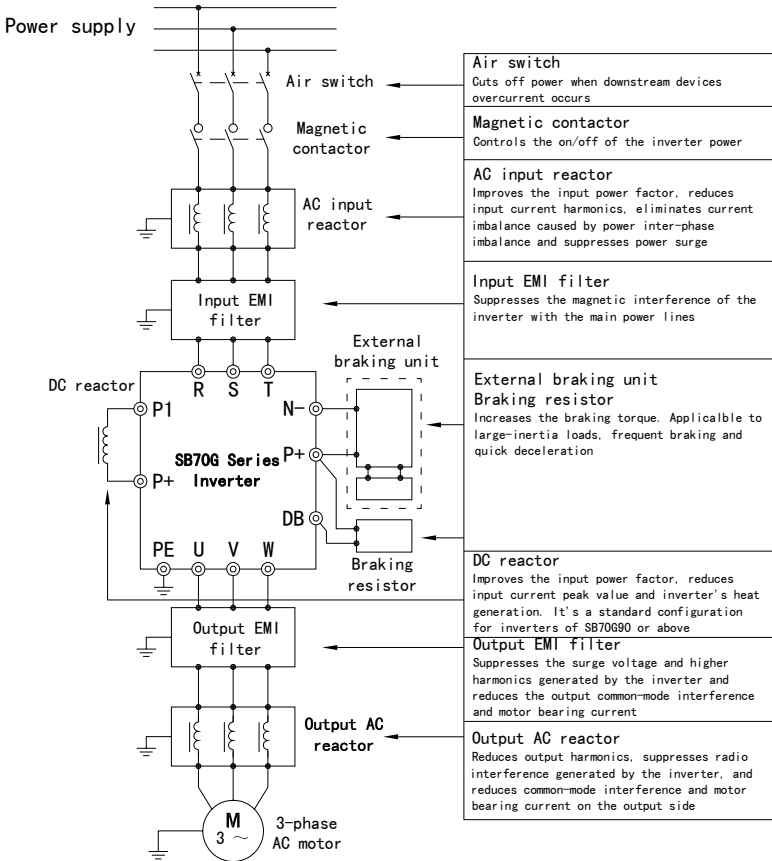 Power supply
Air switch
Magnetic
contactor
AC input
reactor
Input EMI
filter
External
braking unit
DC reactor
R S T
P1
N-
P+
SB70G Series
Inverter
P+
DB
PE U V W
Braking
resistor
Output EMI
filter
Output AC
reactor
M
3 ~
3-phase
AC motor
Air switch
Cuts off power when downstream devices
overcurrent occurs
Magnetic contactor
Controls the on/off of the inverter power
AC input reactor
Improves the input power factor, reduces
input current harmonics, eliminates current
imbalance caused by power inter-phase
imbalance and suppresses power surge
Input EMI filter
Suppresses the magnetic interference of the
inverter with the main power lines
External braking unit
Braking resistor
Increases the braking torque. Applicalble to
large-inertia loads, frequent braking and
quick deceleration
DC reactor
Improves the input power factor, reduces
input current peak value and inverter's heat
generation. It's a standard configuration
for inverters of SB70G90 or above
Output EMI filter
Suppresses the surge voltage and higher
harmonics generated by the inverter and
reduces the output common-mode interference
and motor bearing current
Output AC reactor
Reduces output harmonics, suppresses radio
interference generated by the inverter, and
reduces common-mode interference and motor
bearing current on the output side